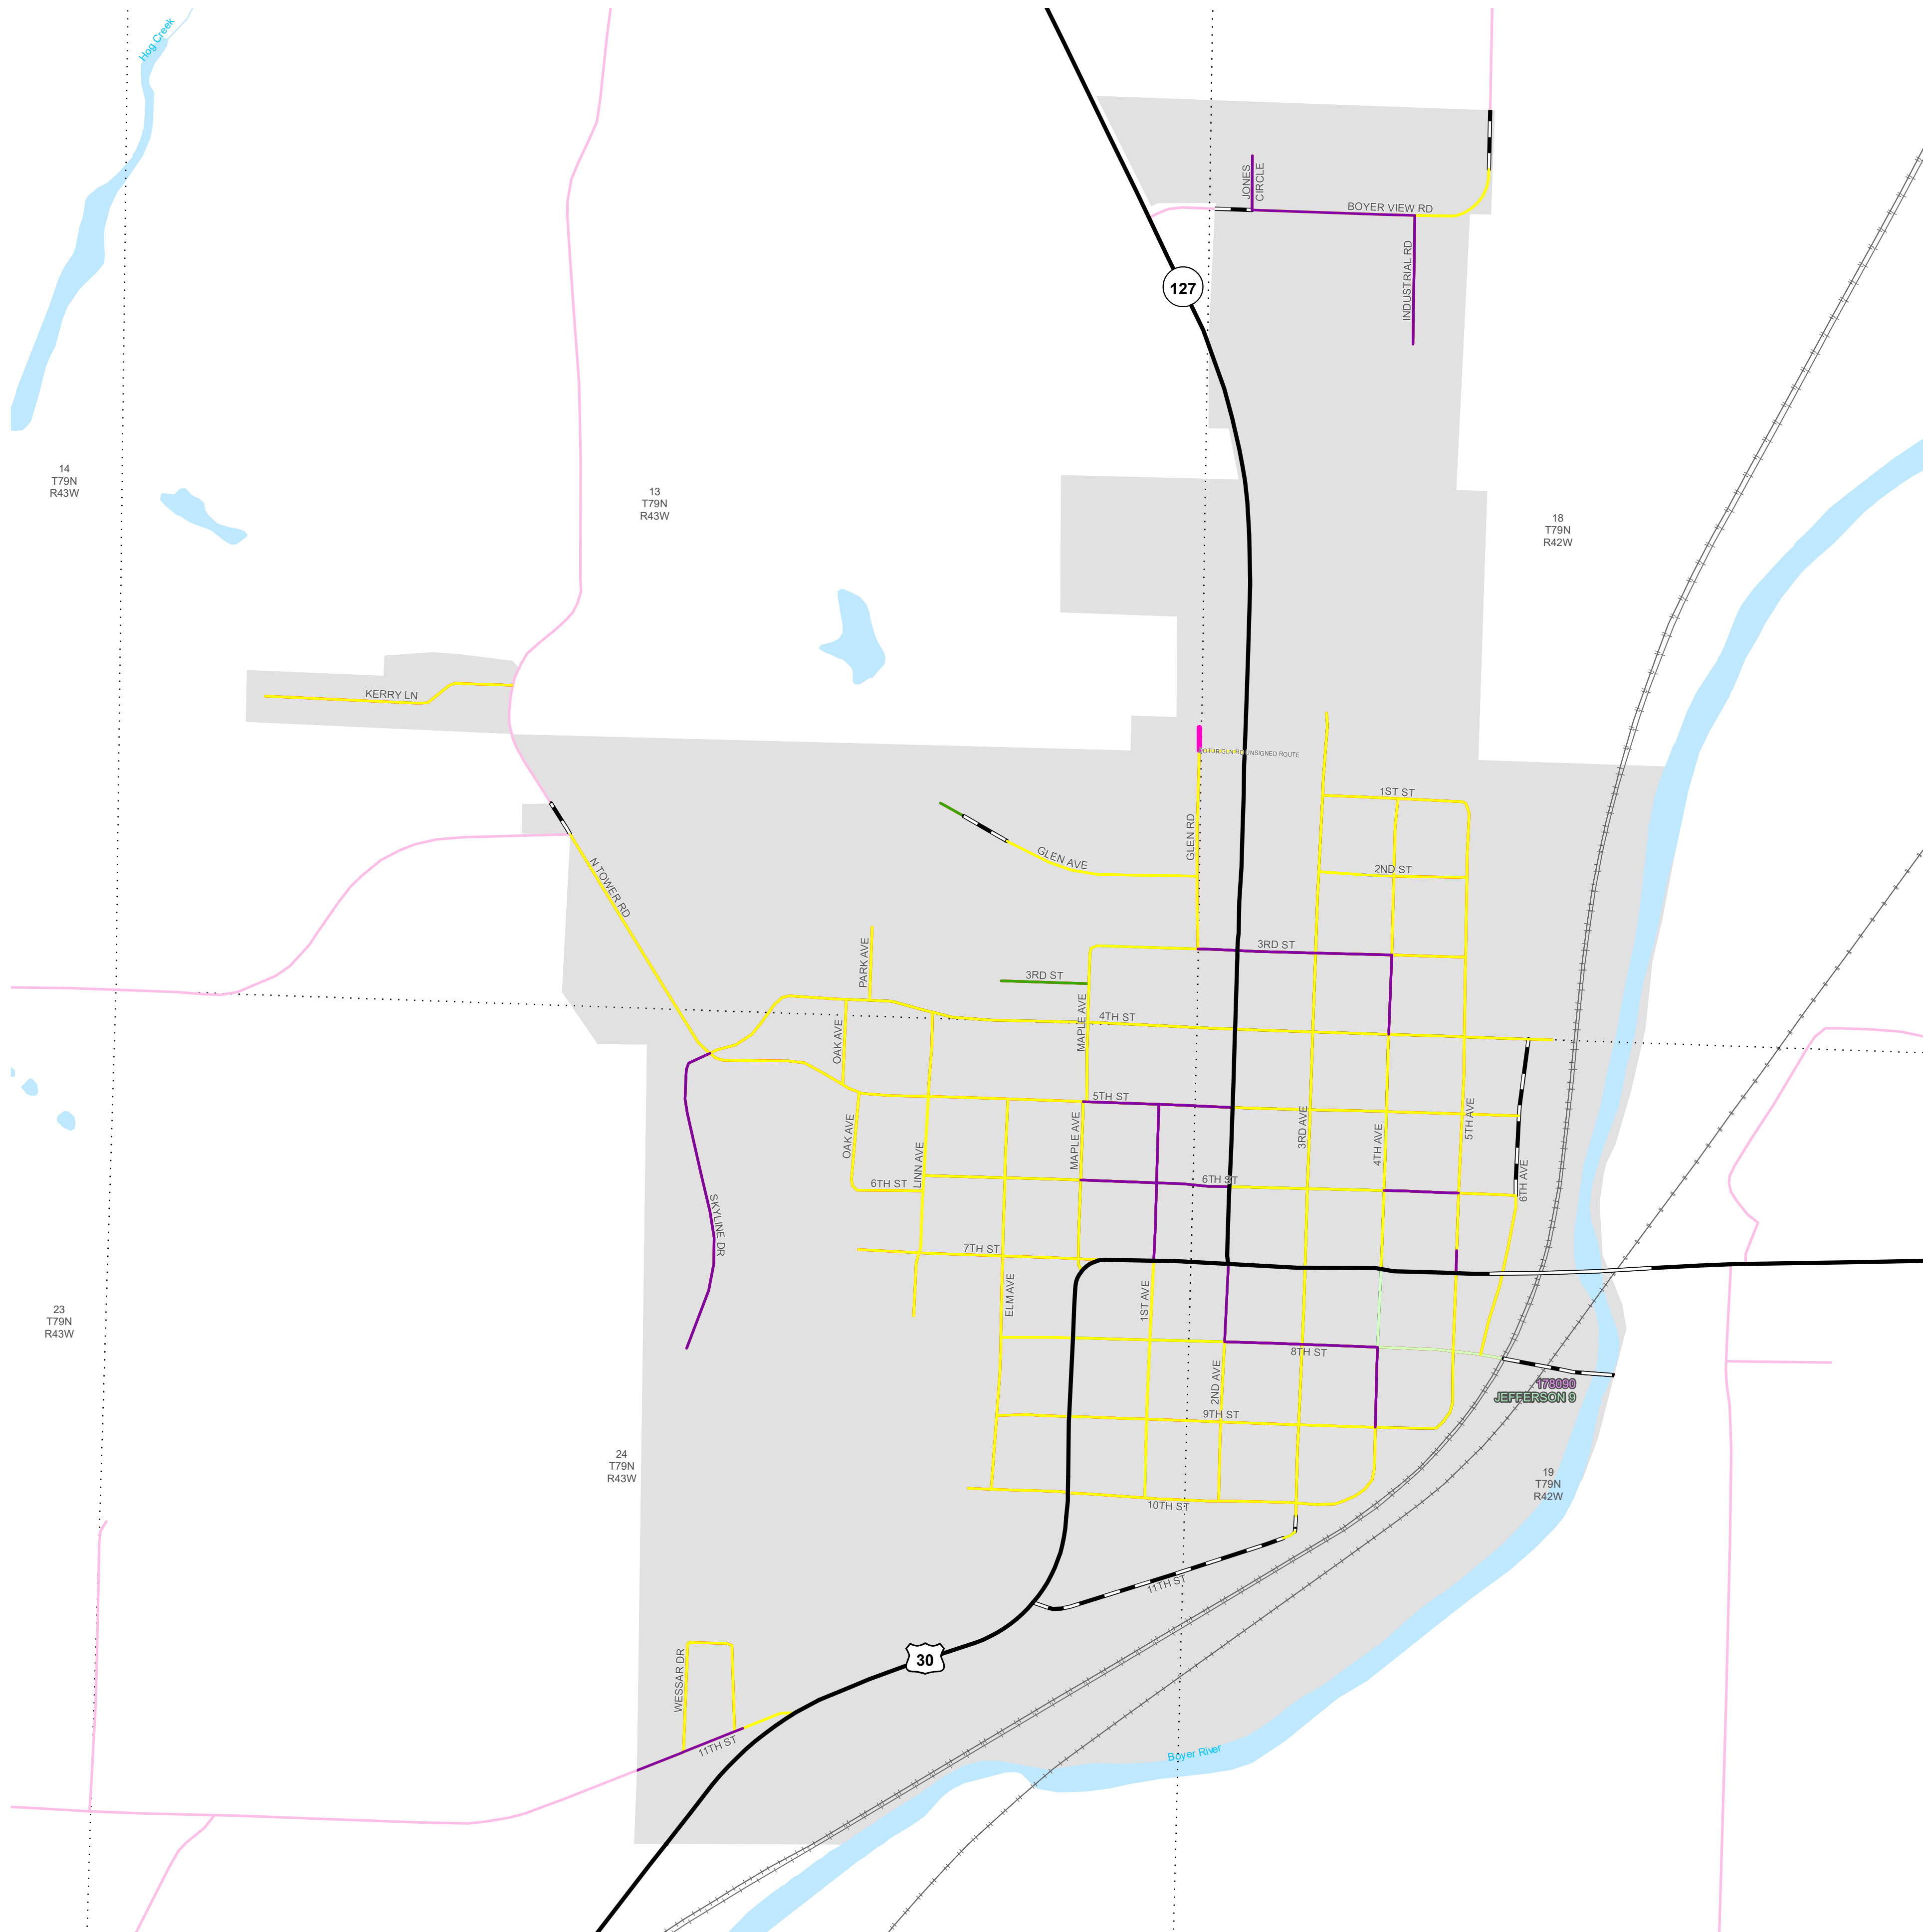 Hog Creek
JONES
CIRCLE
BOYER VIEW RD
INDUSTRIAL RD
127
14
T79N
R43W
13
T79N
R43W
18
T79N
R42W
KERRY LN
UNSIGNED ROUTE
1ST ST
GLEN RD
GLEN AVE
2ND ST
N TOWER RD
PARK AVE
3RD ST
3RD ST
4TH ST
OAK AVE
MAPLE AVE
5TH ST
OAK AVE
LINN AVE
MAPLE AVE
3RD AVE
4TH AVE
5TH AVE
6TH ST
6TH ST
6TH AVE
SKYLINE DR
7TH ST
ELM AVE
1ST AVE
23
T79N
R43W
8TH ST
2ND AVE
178090
JEFFERSON 9
9TH ST
24
T79N
R43W
19
T79N
R42W
10TH ST
11TH ST
30
WESSAR DR
11TH ST
Boyer River